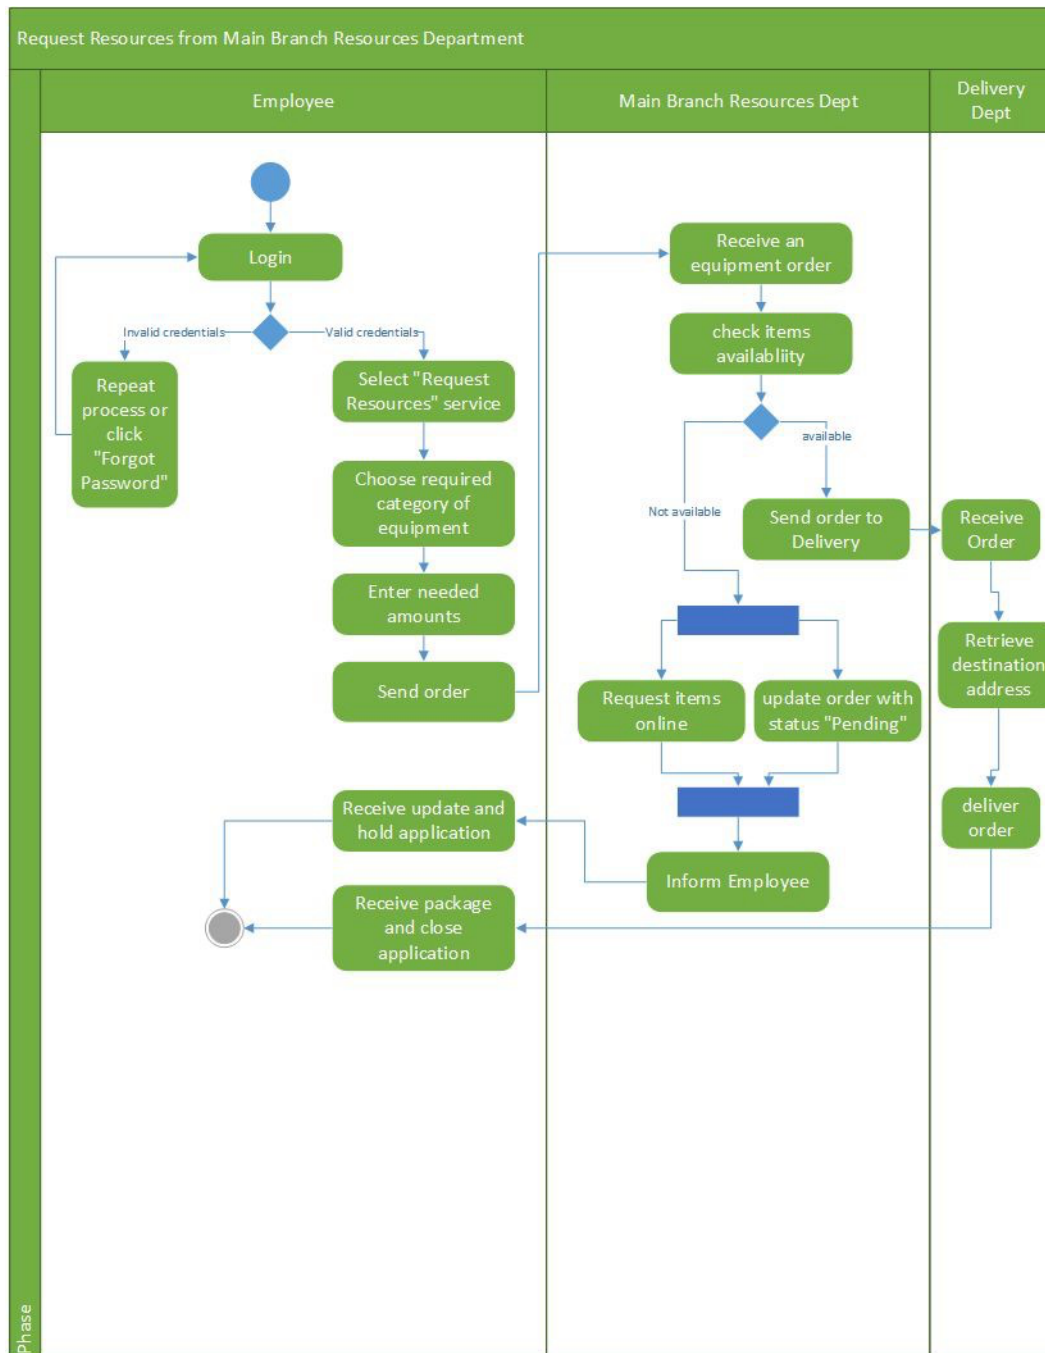 Request Resources from Main Branch Resources Department
Employee
Main Branch Resources Dept
Delivery
Dept
Login
Invalid credentials
Valid credentials
Repeat
process or
click
"Forgot
Password"
Select "Request
Resources" service
Choose required
category of
equipment
Enter needed
amounts
Send order
Receive an
equipment order
check items
availabliity
available
Not available
Send order to
Delivery
Receive
Order
Retrieve
destination
address
deliver
order
Request items
online
update order with
status "Pending"
Inform Employee
Receive update and
hold application
Receive package
and close
application
Phase